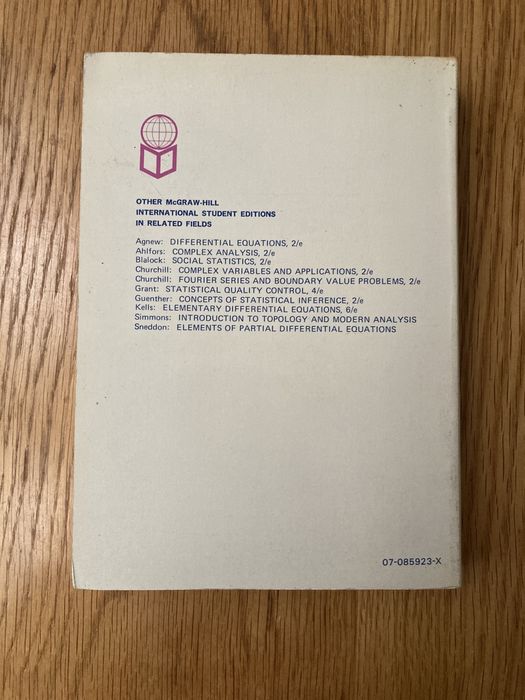 OTHER McGRAW-HILL
INTERNATIONAL STUDENT EDITIONS
IN RELATED FIELDS
Agnew: DIFFERENTIAL EQUATIONS, 2/e
Ahlfors: COMPLEX ANALYSIS, 2/e
Blalock: SOCIAL STATISTICS, 2/e
Churchill: COMPLEX VARIABLES AND APPLICATIONS, 2/e
Churchill: FOURIER SERIES AND BOUNDARY VALUE PROBLEMS, 2/e
Grant: STATISTICAL QUALITY CONTROL, 4/e
Guenther: CONCEPTS OF STATISTICAL INFERENCE, 2/e
Kells: ELEMENTARY DIFFERENTIAL EQUATIONS, 6/e
Simmons: INTRODUCTION TO TOPOLOGY AND MODERN ANALYSIS
Sneddon: ELEMENTS OF PARTIAL DIFFERENTIAL EQUATIONS
07-085923-X